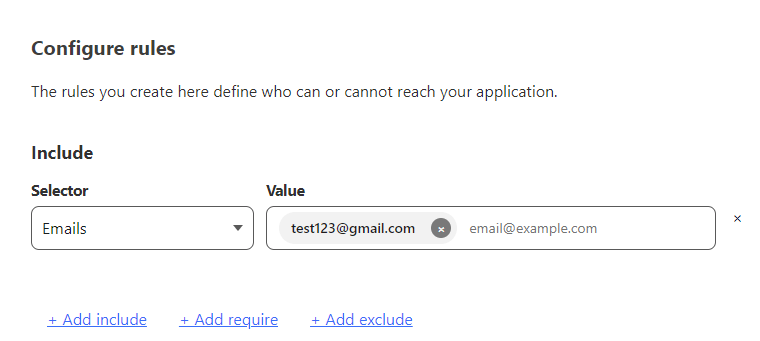 Configure rules
The rules you create here define who can or cannot reach your application.
Include
Selector Value
Emails test123@gmail.com × email@example.com ×
+ Add include + Add require + Add exclude